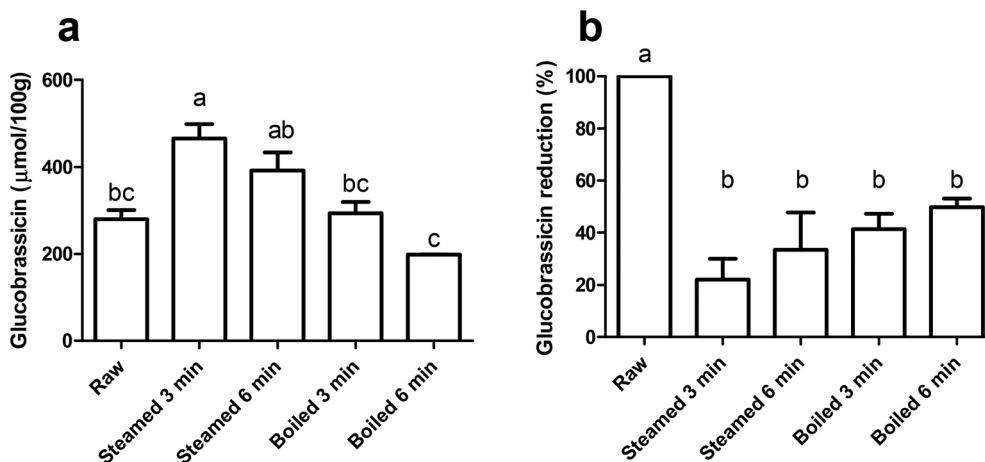 a
Glucobrassicin (μmol/100g)
600
400
200
0
bc
a
ab
bc
c
Raw
Steamed 3 min
Steamed 6 min
Boiled 3 min
Boiled 6 min
b
Glucobrassicin reduction (%)
100
80
60
40
20
0
a
b
b
b
b
Raw
Steamed 3 min
Steamed 6 min
Boiled 3 min
Boiled 6 min